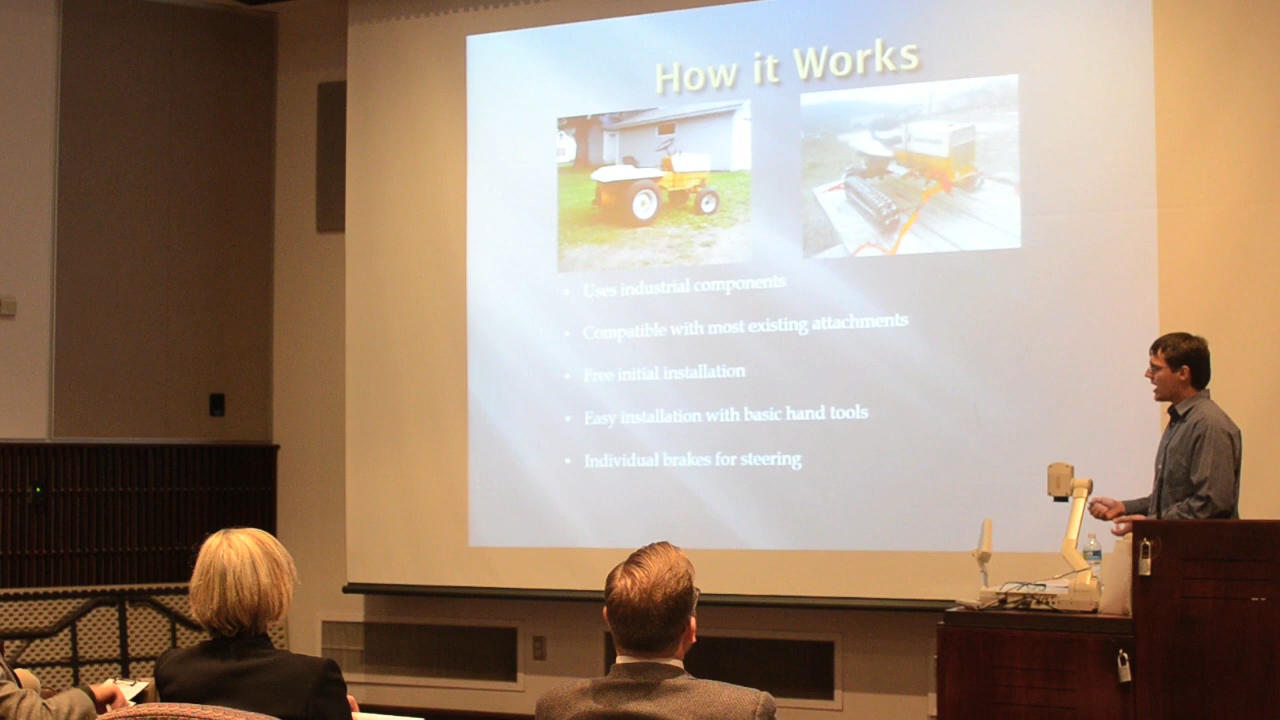 How it Works
• Uses industrial components
• Compatible with most existing attachments
• Free initial installation
• Easy installation with basic hand tools
• Individual brakes for steering